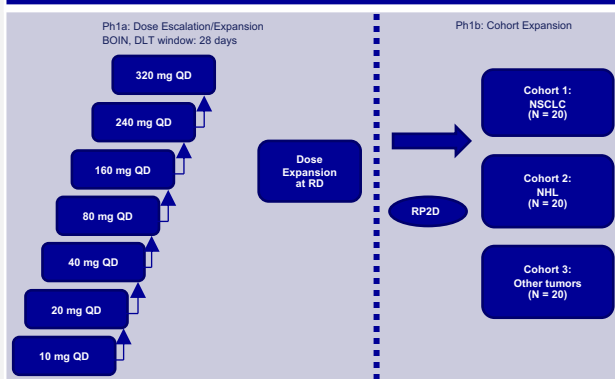 Ph1a: Dose Escalation/Expansion
BOIN, DLT window: 28 days
320 mg QD
240 mg QD
160 mg QD
80 mg QD
40 mg QD
20 mg QD
10 mg QD
Dose
Expansion
at RD
Ph1b: Cohort Expansion
RP2D
Cohort 1:
NSCLC
(N = 20)
Cohort 2:
NHL
(N = 20)
Cohort 3:
Other tumors
(N = 20)